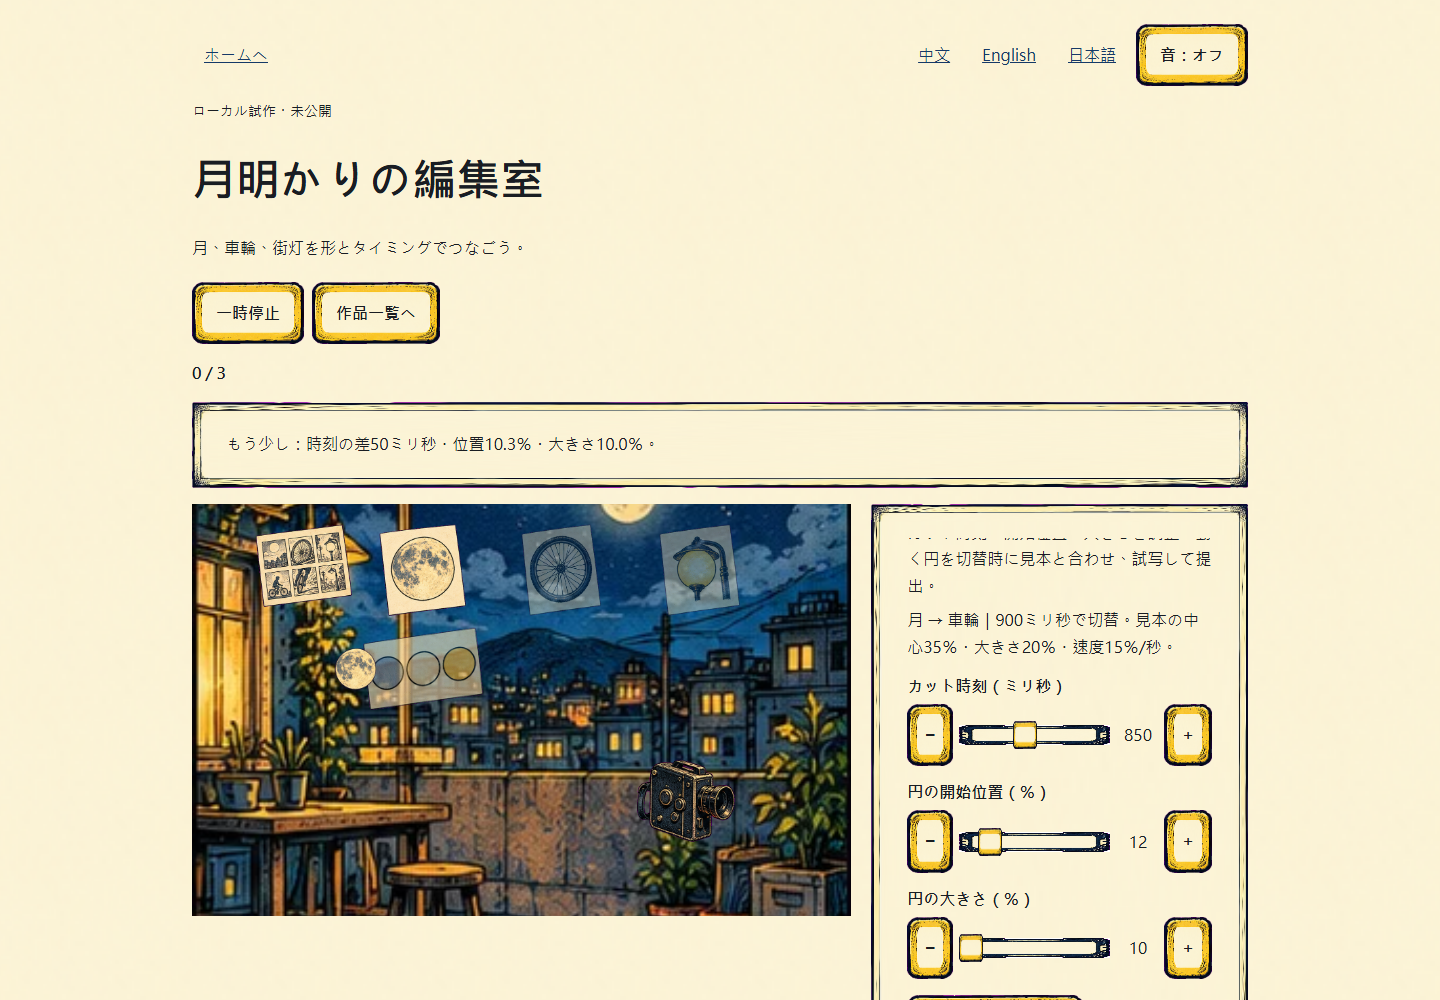 ホームへ
中文 English 日本語 音：オフ
ローカル試作・未公開
月明かりの編集室
月、車輪、街灯を形とタイミングでつなごう。
一時停止 作品一覧へ
0 / 3
もう少し：時刻の差50ミリ秒・位置10.3%・大きさ10.0%。
く円を切替時に見本と合わせ、試写して提
出。
月 → 車輪 | 900ミリ秒で切替。見本の中
心35%・大きさ20%・速度15%/秒。
カット時刻（ミリ秒）
− 850 +
円の開始位置（%）
− 12 +
円の大きさ（%）
− 10 +